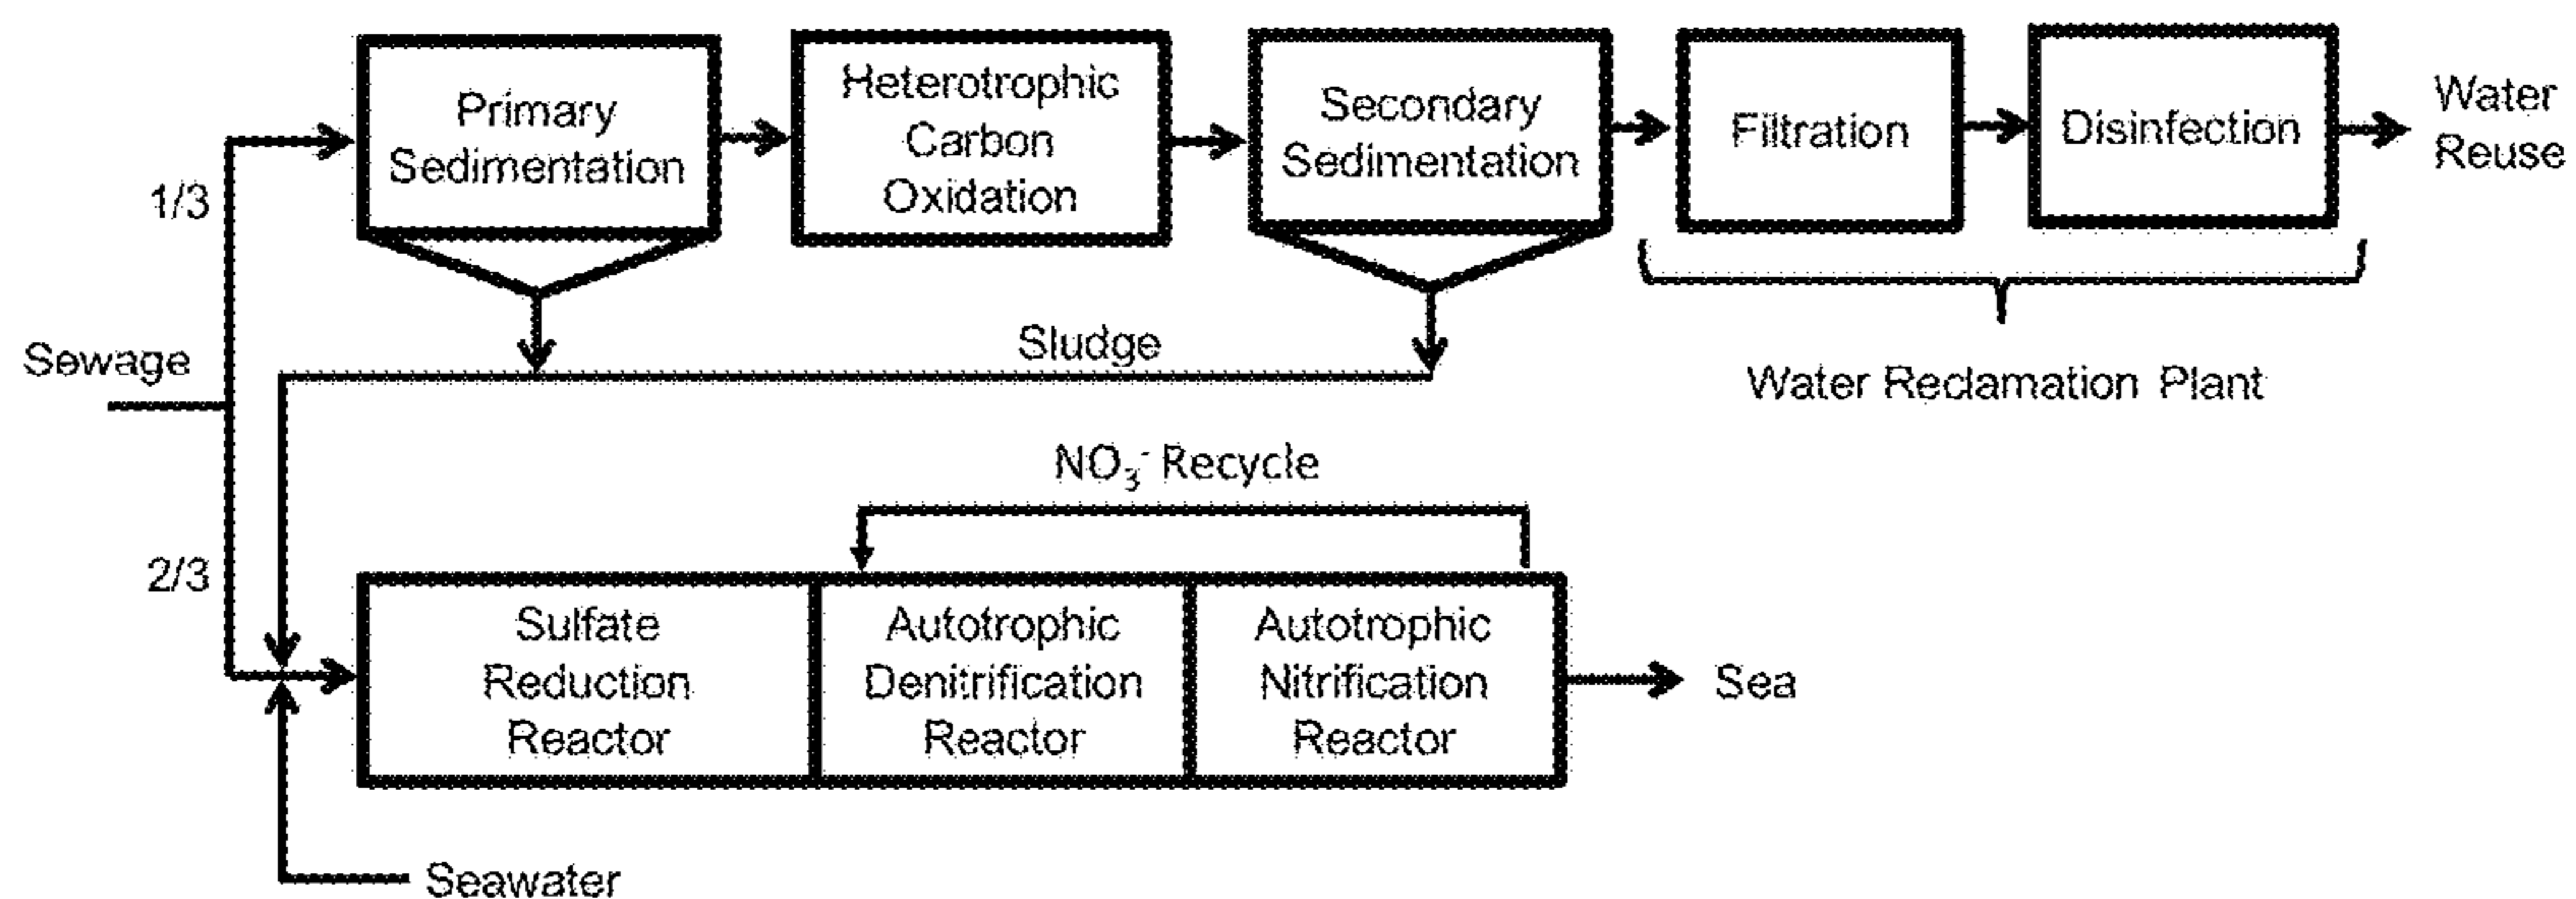 Primary
Sedimentation
Heterotrophic
Carbon
Oxidation
Secondary
Sedimentation
Filtration
Disinfection
Water
Reuse
1/3
Sludge
Sewage
Water Reclamation Plant
NO₃⁻ Recycle
2/3
Sulfate
Reduction
Reactor
Autotrophic
Denitrification
Reactor
Autotrophic
Nitrification
Reactor
Sea
Seawater